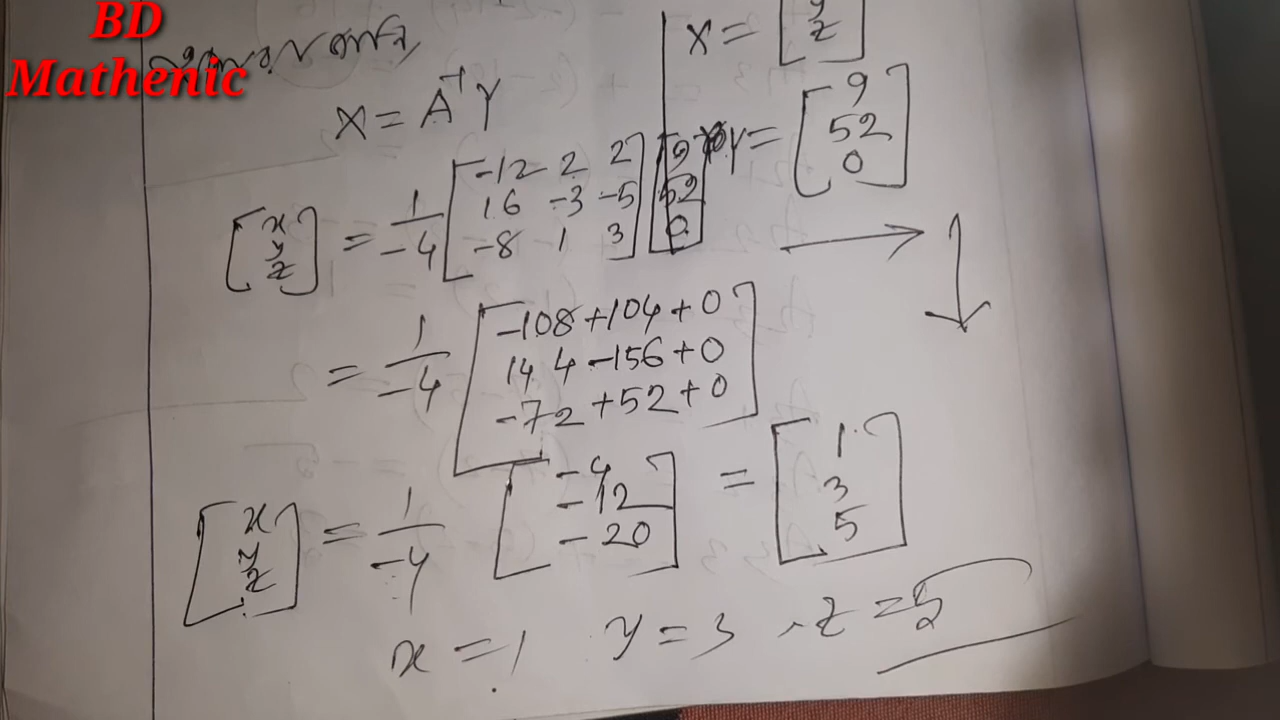 BD
Mathenic
X = A⁻¹Y
X = [y
z]
Y = [9
52
0]
[x
y
z] = 1/-4 [-12 2 2
16 -3 -5
-8 1 3] [9
52
0]
= 1/-4 [-108+104+0
144-156+0
-72+52+0]
[x
y
z] = 1/-4 [-4
-12
-20] = [1
3
5]
x = 1 y = 3, z = 5